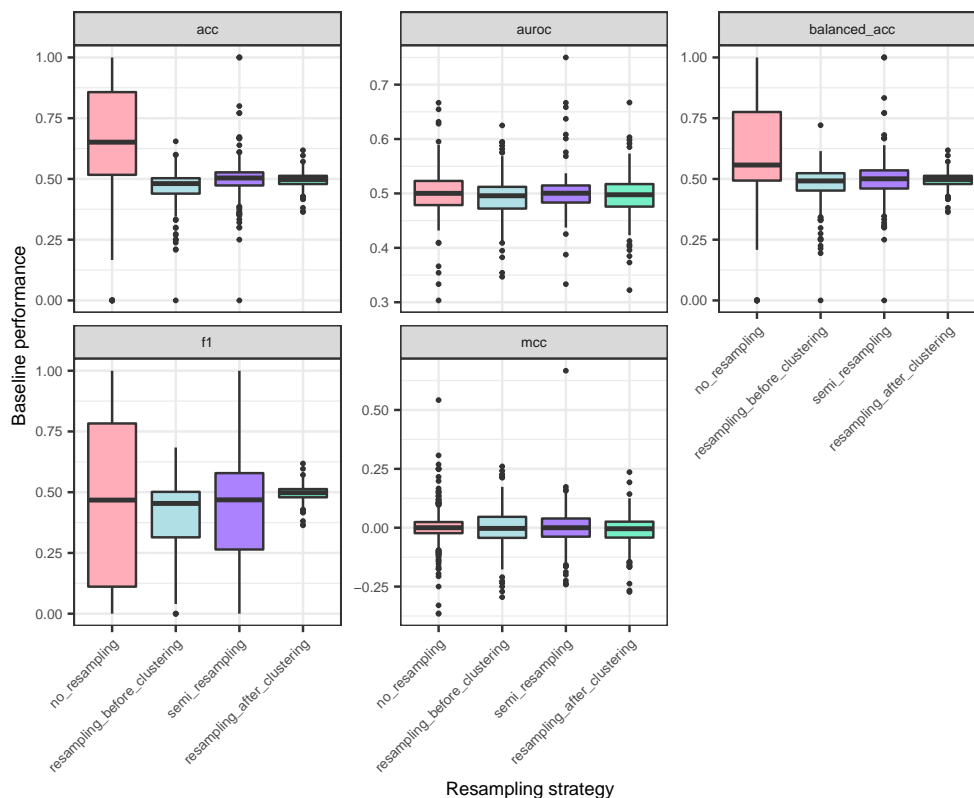 acc
auroc
balanced_acc
1.00
0.75
0.50
0.25
0.00
0.7
0.6
0.5
0.4
0.3
1.00
0.75
0.50
0.25
0.00
f1
mcc
1.00
0.75
0.50
0.25
0.00
0.50
0.25
0.00
−0.25
no_resampling
resampling_before_clustering
semi_resampling
resampling_after_clustering
no_resampling
resampling_before_clustering
semi_resampling
resampling_after_clustering
no_resampling
resampling_before_clustering
semi_resampling
resampling_after_clustering
Baseline performance
Resampling strategy